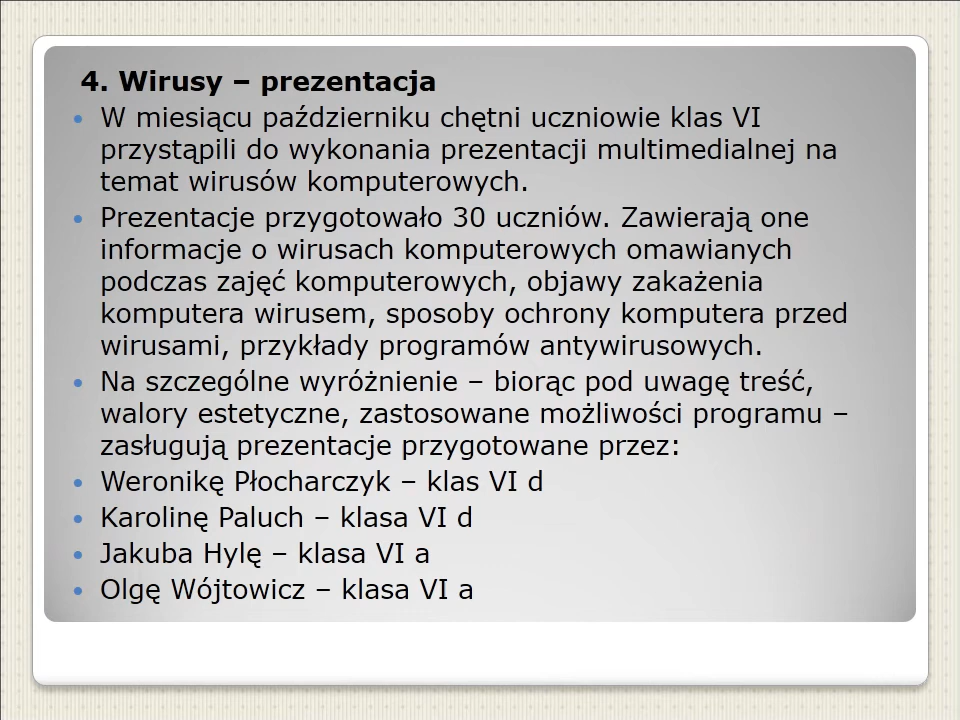 4. Wirusy – prezentacja
W miesiącu październiku chętni uczniowie klas VI
przystąpili do wykonania prezentacji multimedialnej na
temat wirusów komputerowych.
Prezentacje przygotowało 30 uczniów. Zawierają one
informacje o wirusach komputerowych omawianych
podczas zajęć komputerowych, objawy zakażenia
komputera wirusem, sposoby ochrony komputera przed
wirusami, przykłady programów antywirusowych.
Na szczególne wyróżnienie – biorąc pod uwagę treść,
walory estetyczne, zastosowane możliwości programu –
zasługują prezentacje przygotowane przez:
Weronikę Płocharczyk – klas VI d
Karolinę Paluch – klasa VI d
Jakuba Hylę – klasa VI a
Olgę Wójtowicz – klasa VI a